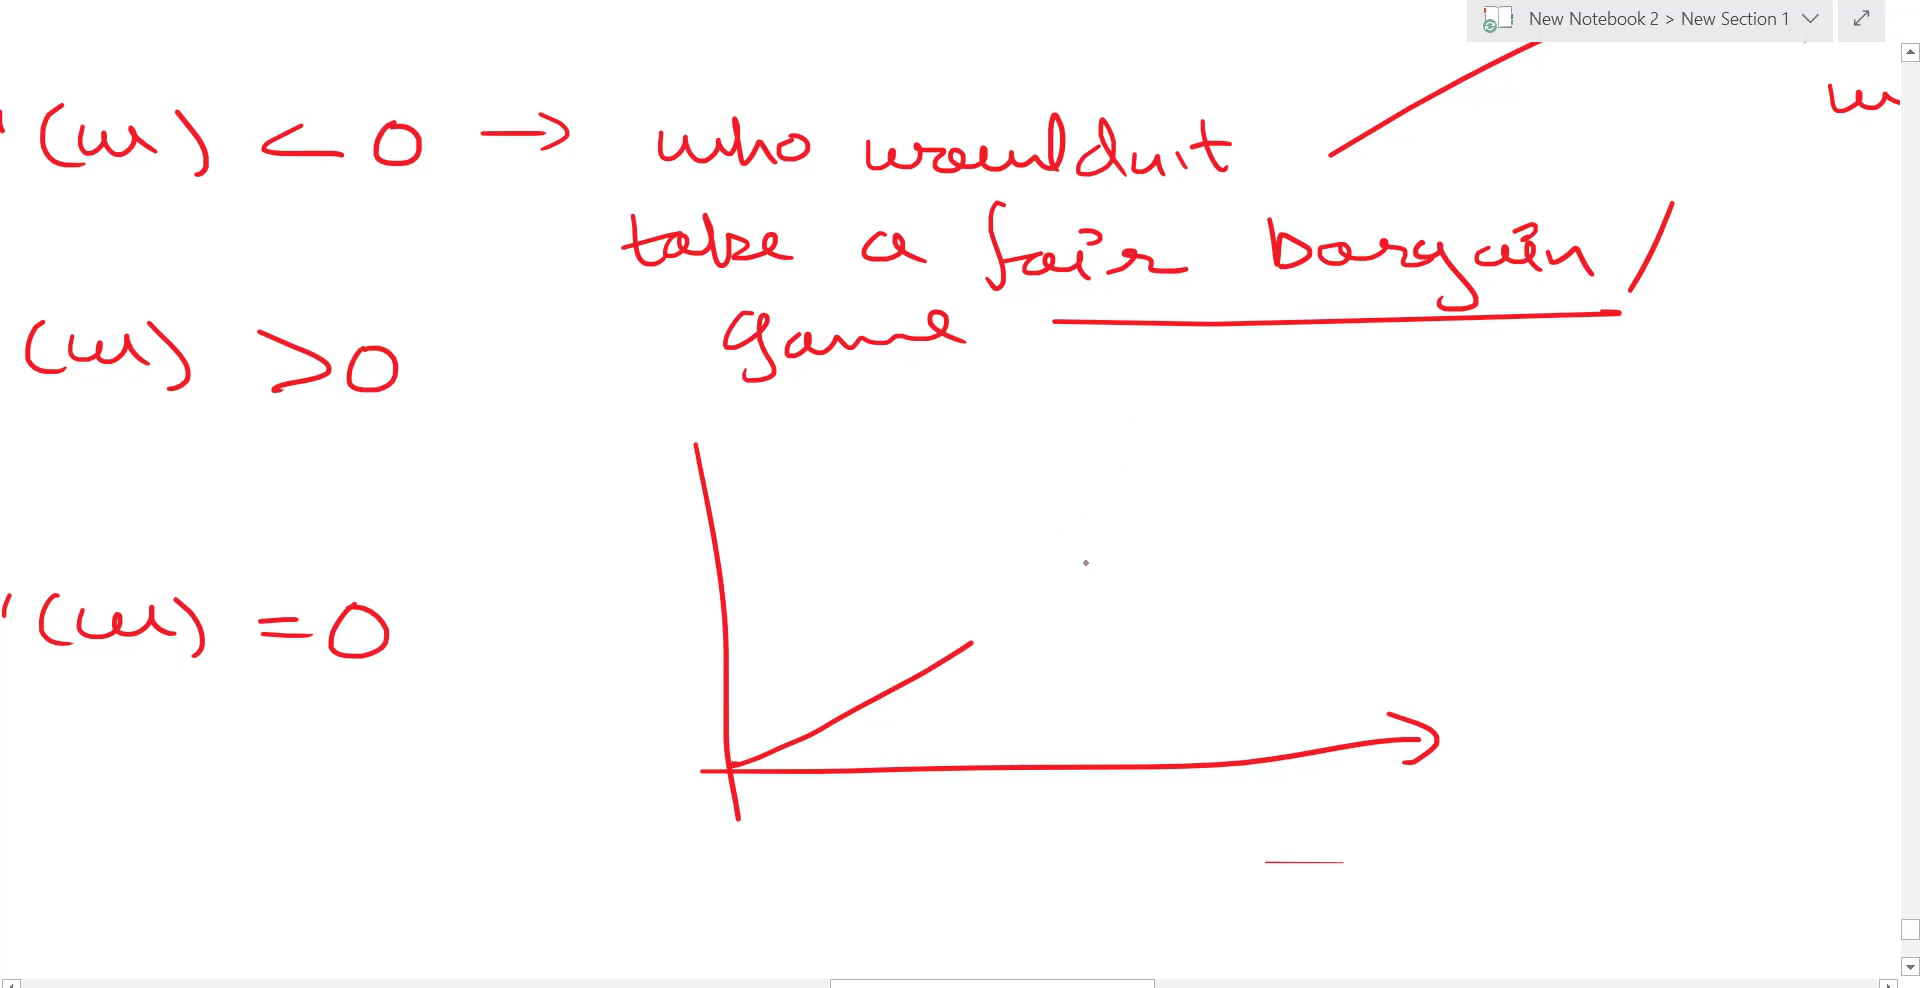 New Notebook 2 > New Section 1
'(w) < 0 → who wouldn't
take a fair bargain /
game
(w) > 0
'(w) = 0
w